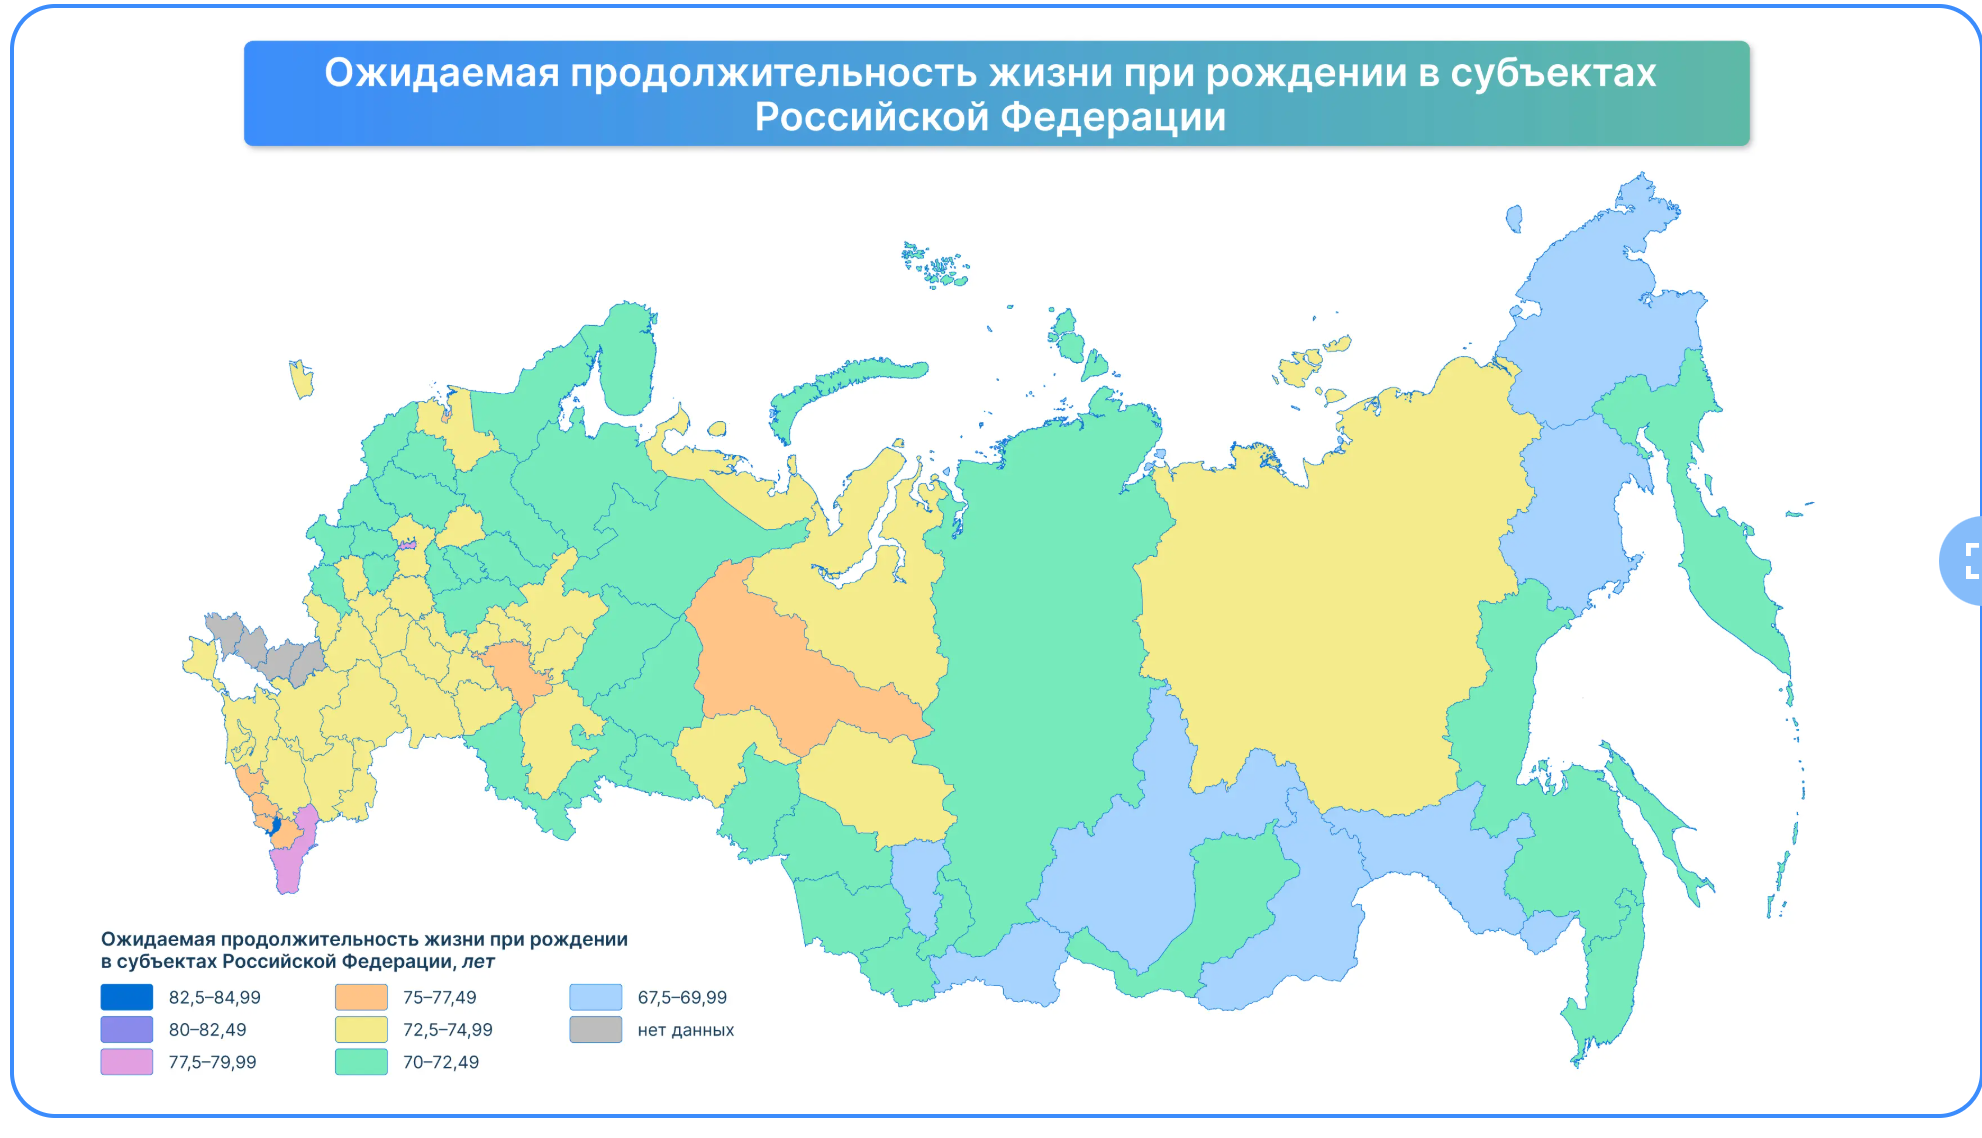 Ожидаемая продолжительность жизни при рождении в субъектах
Российской Федерации
Ожидаемая продолжительность жизни при рождении
в субъектах Российской Федерации, лет
82,5–84,99
80–82,49
77,5–79,99
75–77,49
72,5–74,99
70–72,49
67,5–69,99
нет данных